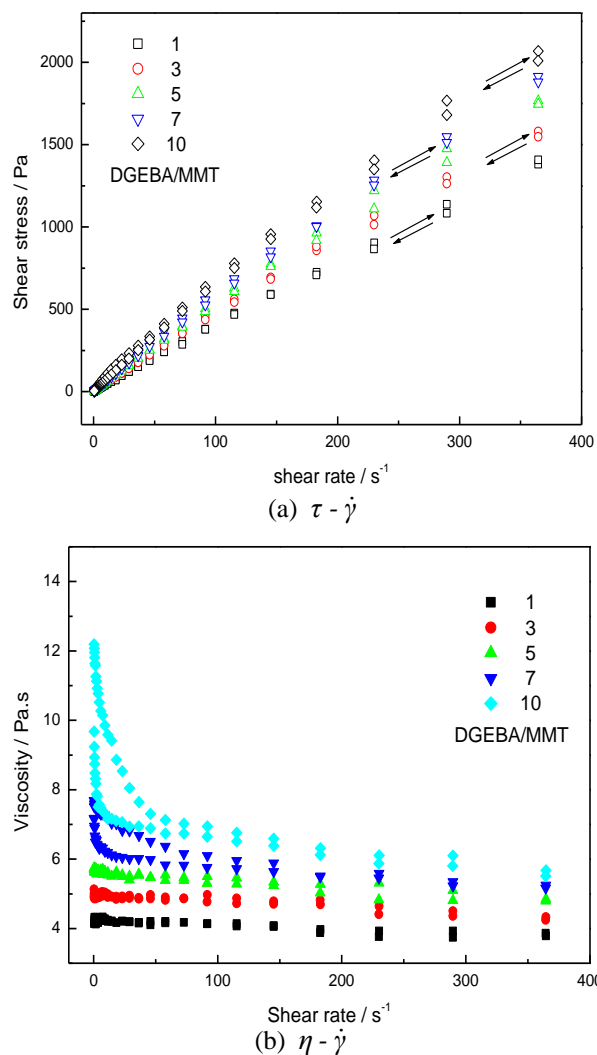 (a)
2000
1500
1000
500
0
Shear stress / Pa
1
3
5
7
10
DGEBA/MMT
0 100 200 300 400
shear rate / s⁻¹
(a) τ - γ̇
14
12
10
8
6
4
Viscosity / Pa.s
1
3
5
7
10
DGEBA/MMT
0 100 200 300 400
Shear rate / s⁻¹
(b) η - γ̇